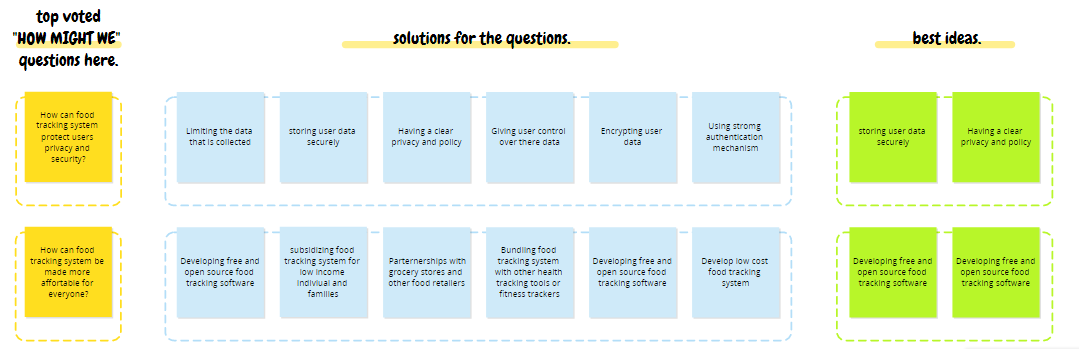 top voted
"HOW MIGHT WE"
questions here.
solutions for the questions.
best ideas.
How can food
tracking system
protect users
privacy and
security?
Limiting the data
that is collected
storing user data
securely
Having a clear
privacy and policy
Giving user control
over there data
Encrypting user
data
Using stromg
authentication
mechanism
storing user data
securely
Having a clear
privacy and policy
How can food
tracking system be
made more
affortable for
everyone?
Developing free and
open source food
tracking software
subsidizing food
tracking system for
low income
indiviual and
families
Parternerships with
grocery stores and
other food retailers
Bundling food
tracking system
with other health
tracking tools or
fitness trackers
Developing free and
open source food
tracking software
Develop low cost
food tracking
system
Developing free and
open source food
tracking software
Developing free and
open source food
tracking software